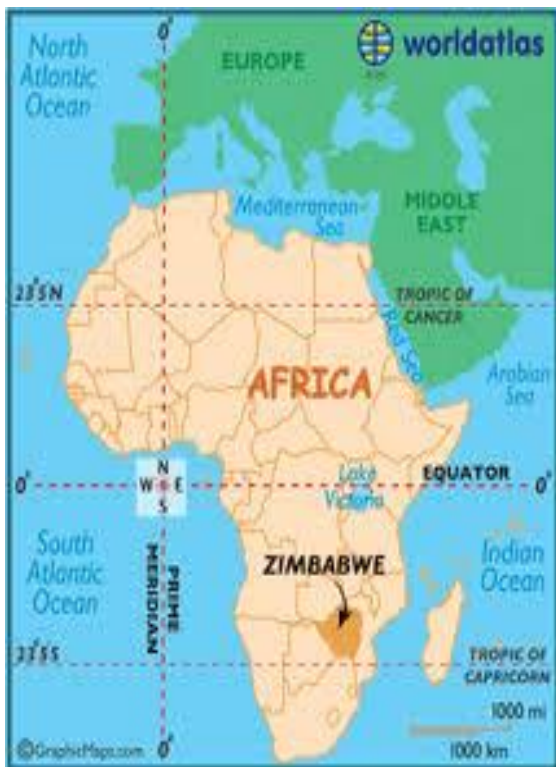 0°
North
Atlantic
Ocean
EUROPE
worldatlas
Mediterranean
Sea
MIDDLE
EAST
23°5N
TROPIC OF
CANCER
Red Sea
AFRICA
Arabian
Sea
N
W E
S
0°
Lake
Victoria
EQUATOR
South
Atlantic
Ocean
PRIME
MERIDIAN
ZIMBABWE
Indian
Ocean
TROPIC OF
CAPRICORN
1000 mi
1000 km
©GraphicMaps.com
0°